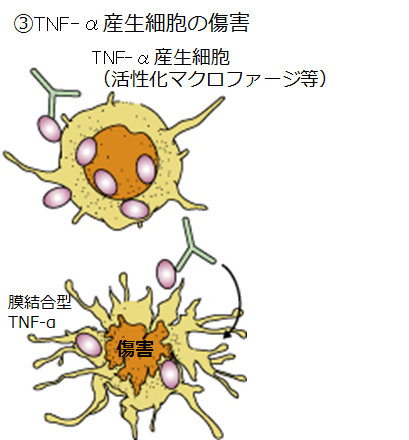 ③TNF-α産生細胞の傷害
TNF-α産生細胞
（活性化マクロファージ等）
膜結合型
TNF-α
傷害